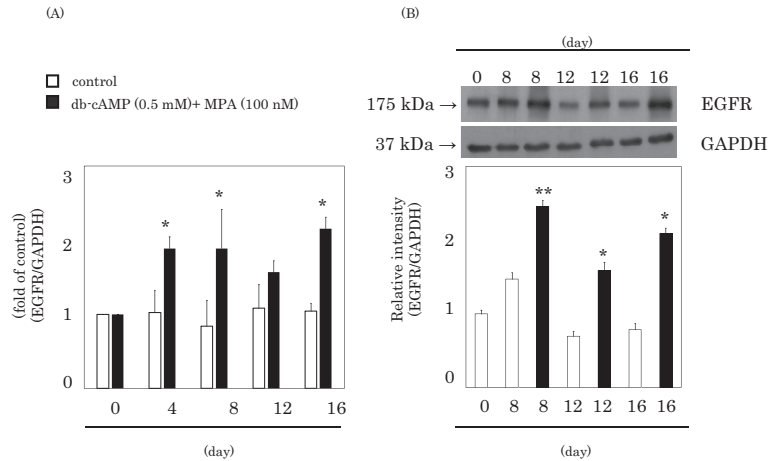 (A)
control
db-cAMP (0.5 mM)+ MPA (100 nM)
(fold of control)
(EGFR/GAPDH)
3
2
1
0
*
*
*
0 4 8 12 16
(day)
(B)
(day)
0 8 8 12 12 16 16
175 kDa → EGFR
37 kDa → GAPDH
Relative intensity
(EGFR/GAPDH)
3
2
1
0
**
*
*
0 8 8 12 12 16 16
(day)